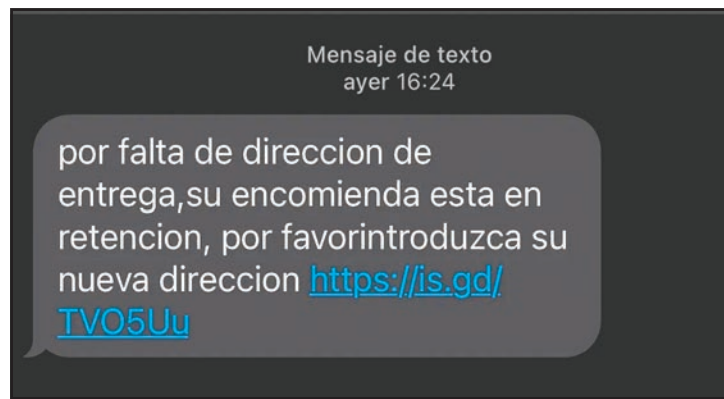 Mensaje de texto
ayer 16:24
por falta de direccion de
entrega,su encomienda esta en
retencion, por favorintroduzca su
nueva direccion https://is.gd/
TVO5Uu